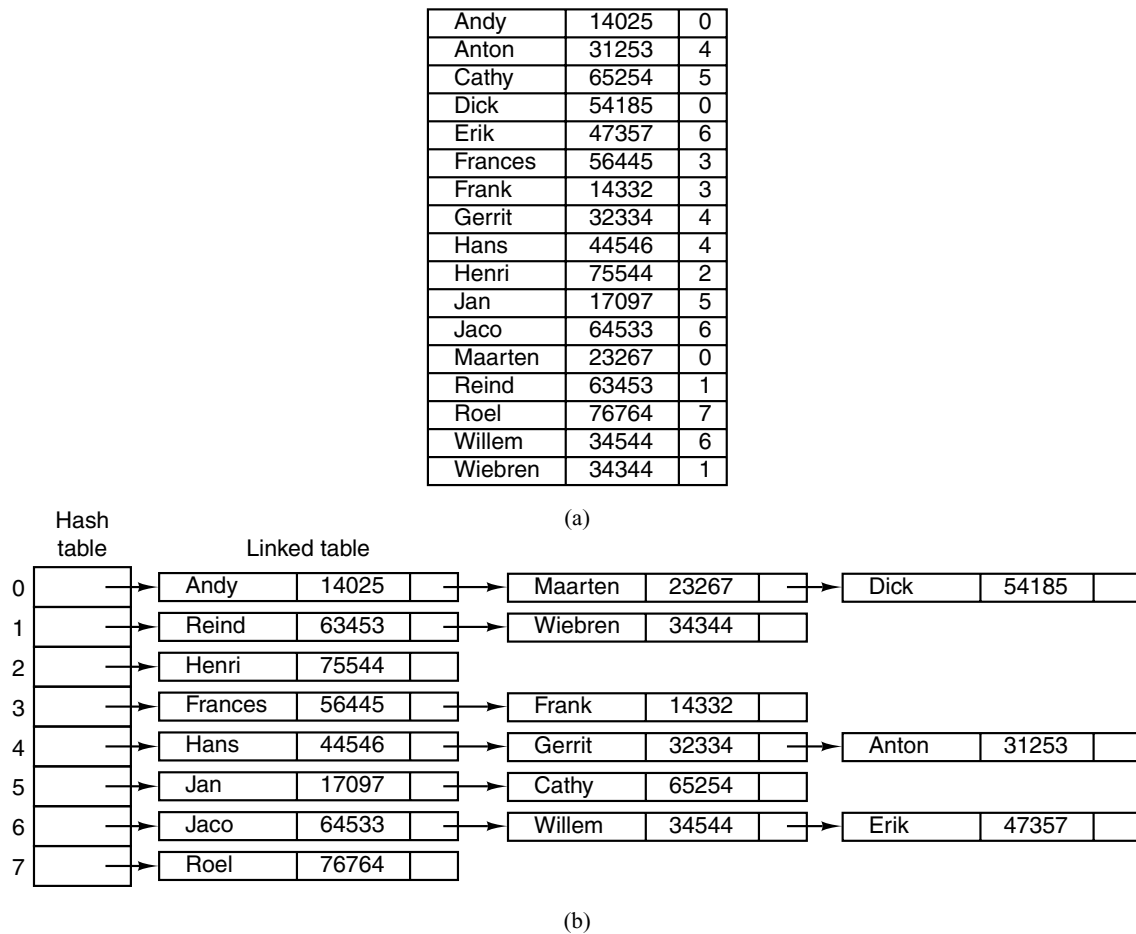 Andy 14025 0
Anton 31253 4
Cathy 65254 5
Dick 54185 0
Erik 47357 6
Frances 56445 3
Frank 14332 3
Gerrit 32334 4
Hans 44546 4
Henri 75544 2
Jan 17097 5
Jaco 64533 6
Maarten 23267 0
Reind 63453 1
Roel 76764 7
Willem 34544 6
Wiebren 34344 1
(a)
Hash
table Linked table
0 Andy 14025 Maarten 23267 Dick 54185
1 Reind 63453 Wiebren 34344
2 Henri 75544
3 Frances 56445 Frank 14332
4 Hans 44546 Gerrit 32334 Anton 31253
5 Jan 17097 Cathy 65254
6 Jaco 64533 Willem 34544 Erik 47357
7 Roel 76764
(b)